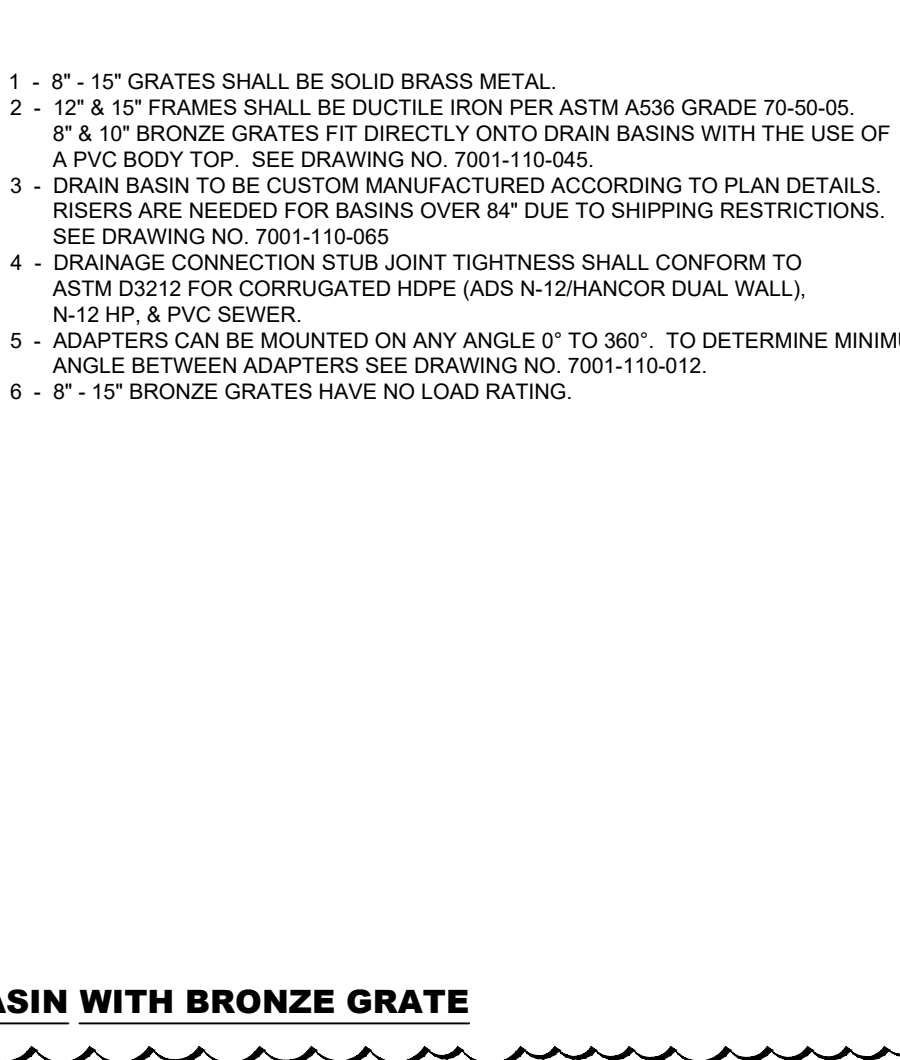 1 - 8" - 15" GRATES SHALL BE SOLID BRASS METAL.
2 - 12" & 15" FRAMES SHALL BE DUCTILE IRON PER ASTM A536 GRADE 70-50-05.
8" & 10" BRONZE GRATES FIT DIRECTLY ONTO DRAIN BASINS WITH THE USE OF
A PVC BODY TOP. SEE DRAWING NO. 7001-110-045.
3 - DRAIN BASIN TO BE CUSTOM MANUFACTURED ACCORDING TO PLAN DETAILS.
RISERS ARE NEEDED FOR BASINS OVER 84" DUE TO SHIPPING RESTRICTIONS.
SEE DRAWING NO. 7001-110-065
4 - DRAINAGE CONNECTION STUB JOINT TIGHTNESS SHALL CONFORM TO
ASTM D3212 FOR CORRUGATED HDPE (ADS N-12/HANCOR DUAL WALL),
N-12 HP, & PVC SEWER.
5 - ADAPTERS CAN BE MOUNTED ON ANY ANGLE 0° TO 360°. TO DETERMINE
ANGLE BETWEEN ADAPTERS SEE DRAWING NO. 7001-110-012.
6 - 8" - 15" BRONZE GRATES HAVE NO LOAD RATING.
WITH BRONZE GRATE